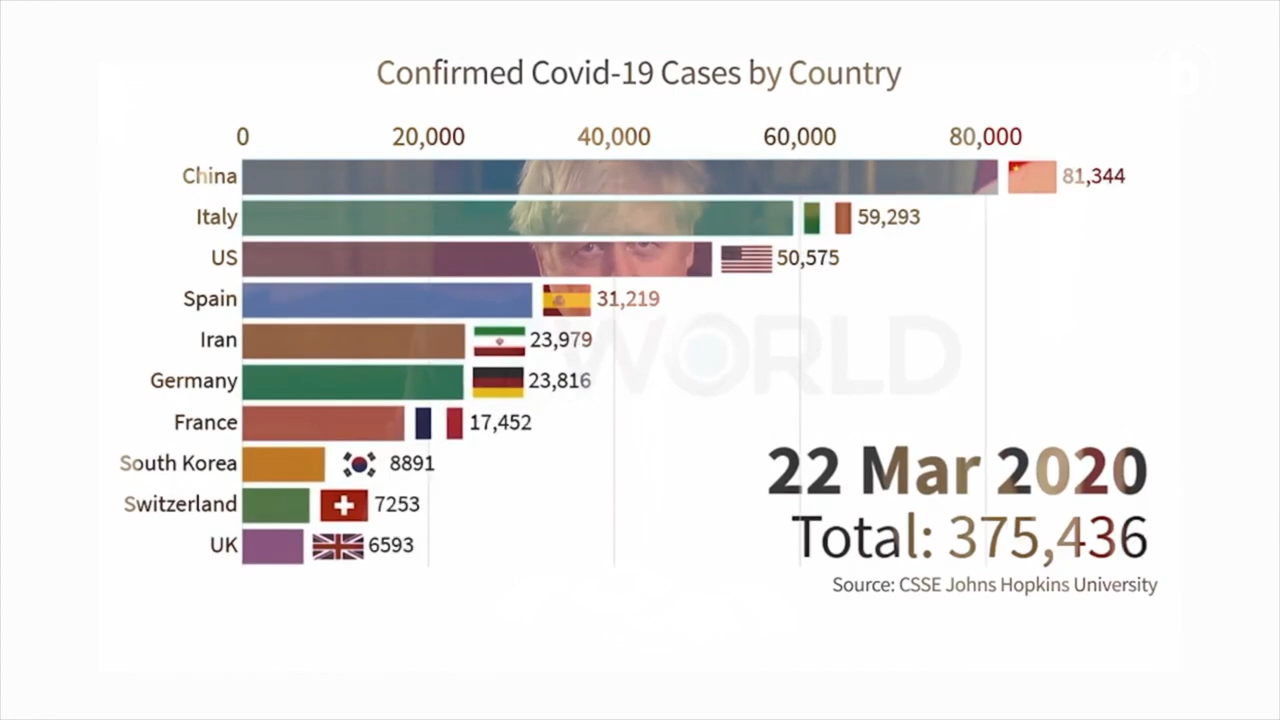 Confirmed Covid-19 Cases by Country
0 20,000 40,000 60,000 80,000
China 81,344
Italy 59,293
US 50,575
Spain 31,219
Iran 23,979
Germany 23,816
France 17,452
South Korea 8891
Switzerland 7253
UK 6593
WORLD
22 Mar 2020
Total: 375,436
Source: CSSE Johns Hopkins University
b